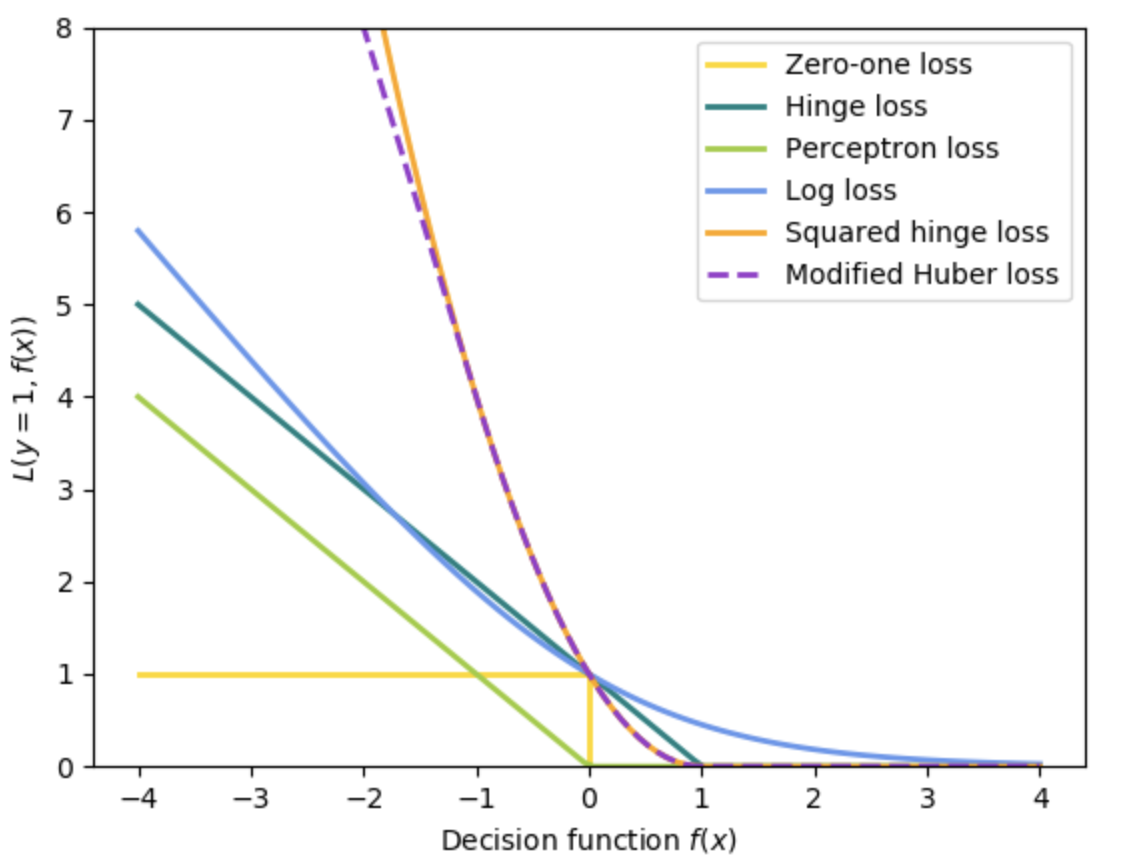 8
7
6
5
4
3
2
1
0
L(y = 1, f(x))
Zero-one loss
Hinge loss
Perceptron loss
Log loss
Squared hinge loss
Modified Huber loss
−4 −3 −2 −1 0 1 2 3 4
Decision function f(x)